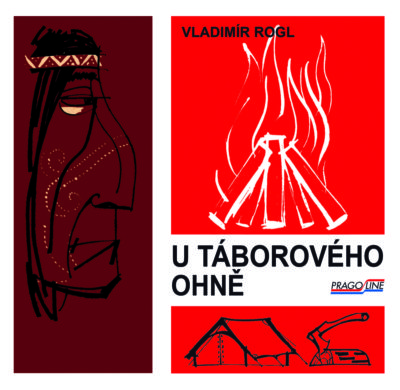 VLADIMÍR ROGL
U TÁBOROVÉHO
OHNĚ
PRAGOLINE